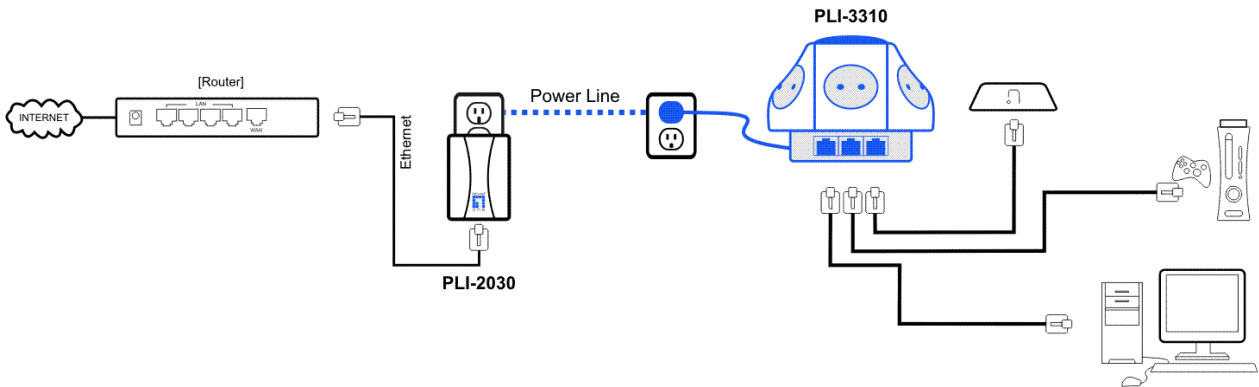 PLI-3310
[Router]
LAN
WAN
INTERNET
Ethernet
Power Line
PLI-2030